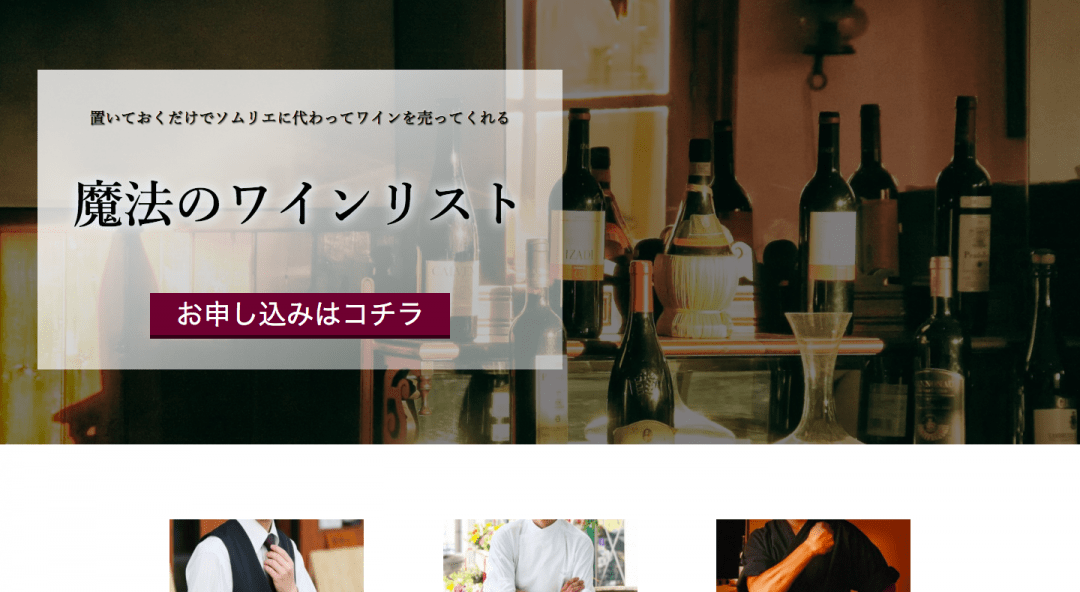 置いておくだけでソムリエに代わってワインを売ってくれる
魔法のワインリスト
お申し込みはコチラ